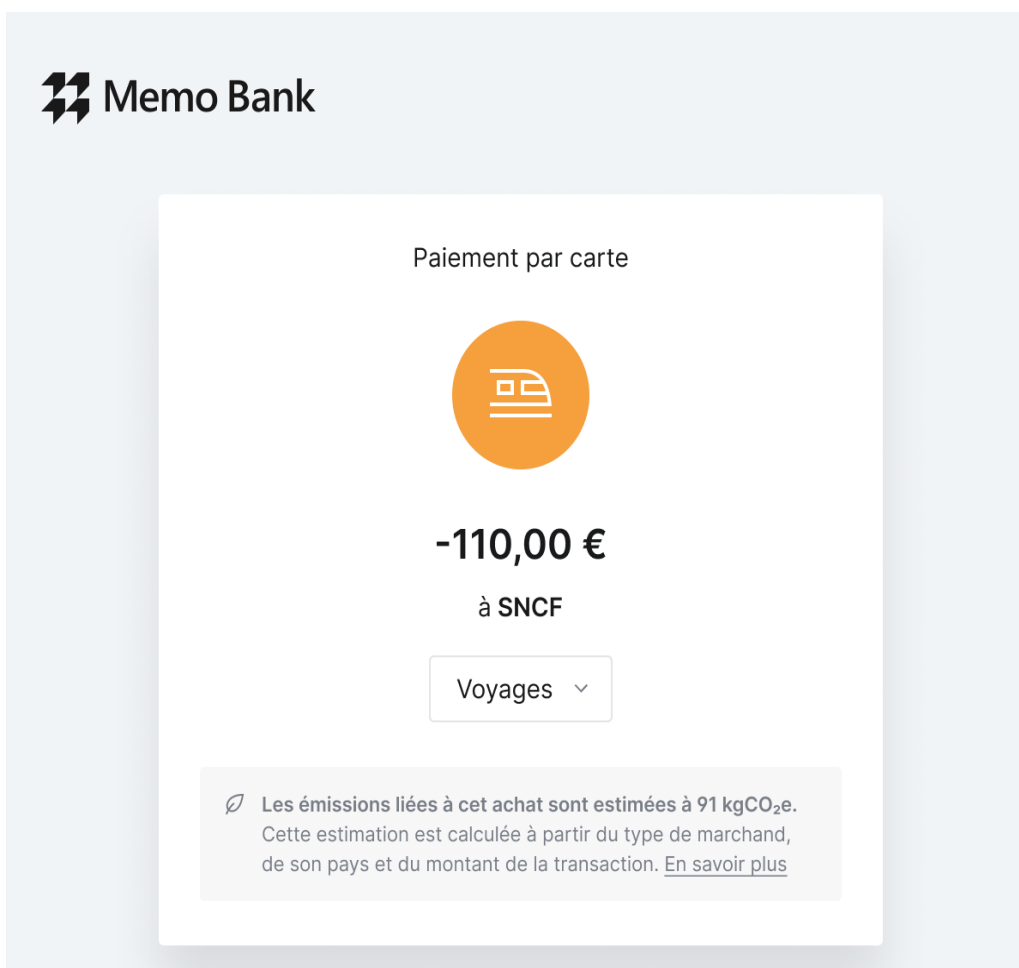 Memo Bank
Paiement par carte
-110,00 €
à SNCF
Voyages
Les émissions liées à cet achat sont estimées à 91 kgCO₂e.
Cette estimation est calculée à partir du type de marchand,
de son pays et du montant de la transaction. En savoir plus